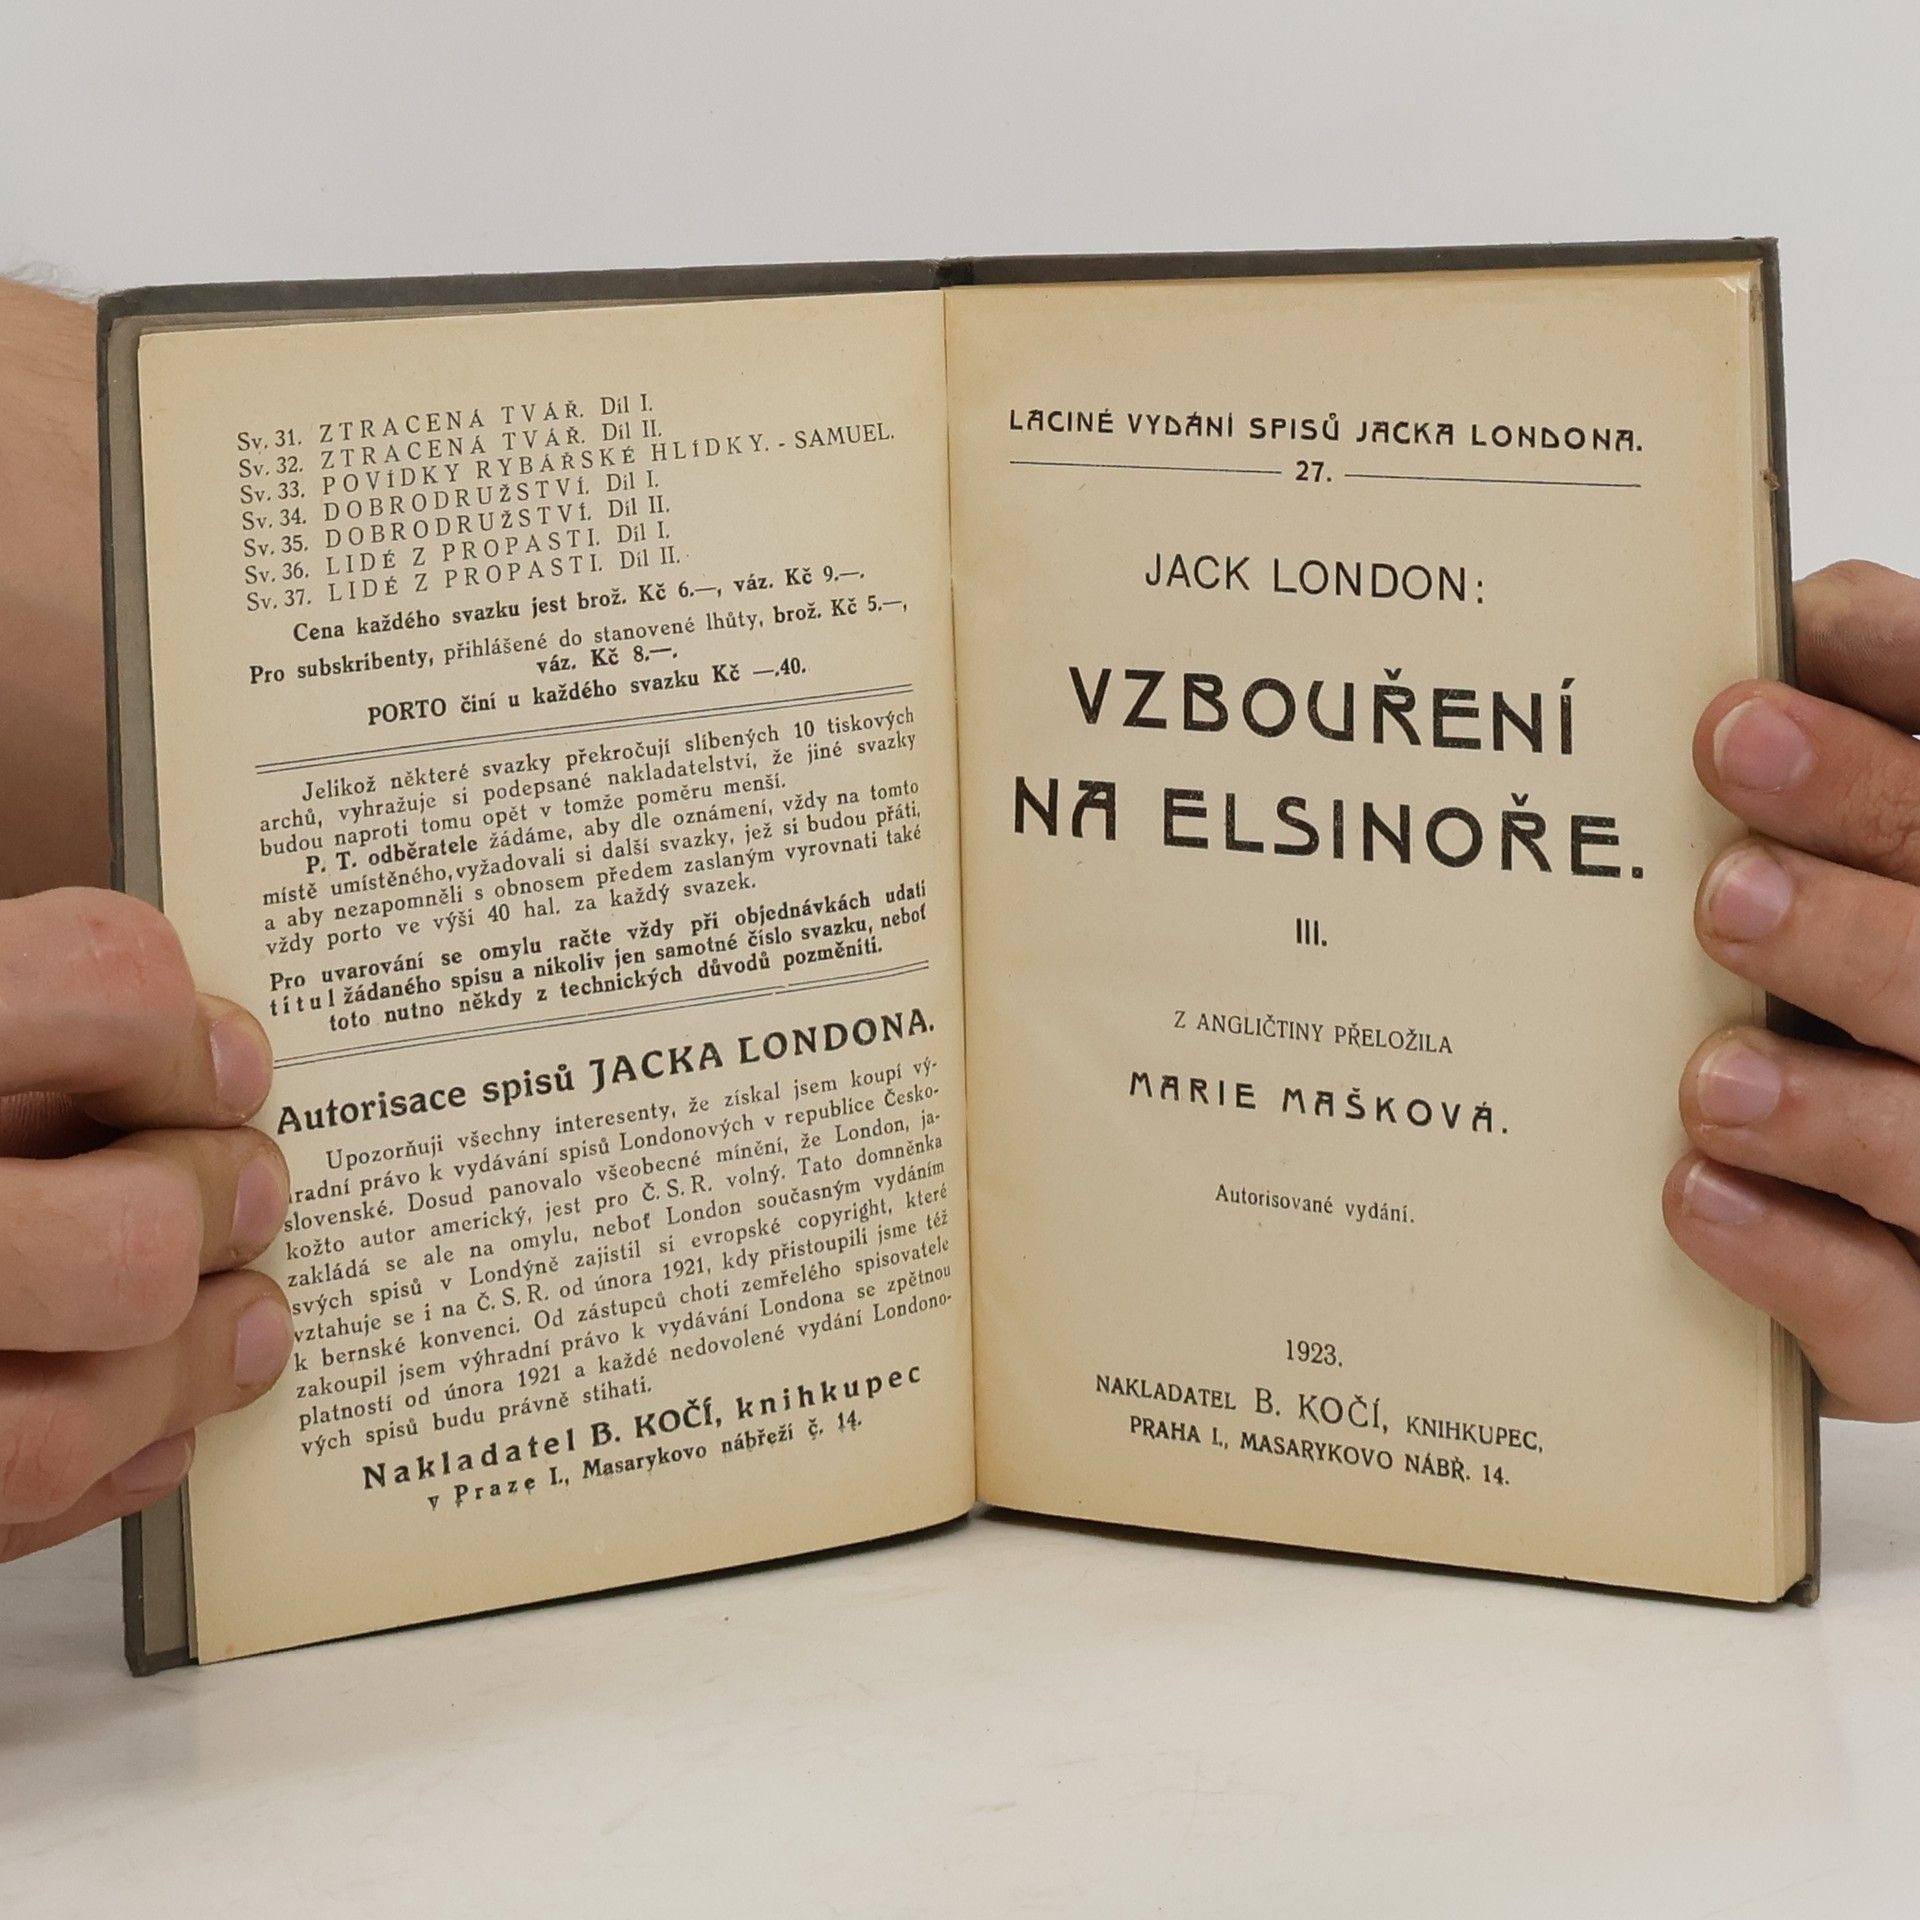 Sv. 31. ZTRACENÁ TVÁŘ. Díl I.
Sv. 32. ZTRACENÁ TVÁŘ. Díl II.
Sv. 33. POVÍDKY RYBÁŘSKÉ HLÍDKY. - SAMUEL.
Sv. 34. DOBRODRUŽSTVÍ. Díl I.
Sv. 35. DOBRODRUŽSTVÍ. Díl II.
Sv. 36. LIDÉ Z PROPASTI. Díl I.
Sv. 37. LIDÉ Z PROPASTI. Díl II.
Cena každého svazku jest brož. Kč 6.—, váz. Kč 9.—.
Pro subskribenty, přihlášené do stanovené lhůty, brož. Kč 5.—,
váz. Kč 8.—.
PORTO činí u každého svazku Kč —.40.
Jelikož některé svazky překročují slíbených 10 tiskových
archů, vyhražuje si podepsané nakladatelství, že jiné svazky
budou naproti tomu opět v tomže poměru menší.
P. T. odběratele žádáme, aby dle oznámení, vždy na tomto
místě umístěného, vyžadovali si další svazky, jež si budou přáti,
a aby nezapomněli s obnosem předem zaslaným vyrovnati také
vždy porto ve výši 40 hal. za každý svazek.
Pro uvarování se omylu račte vždy při objednávkách udati
titul žádaného spisu a nikoliv jen samotné číslo svazku, neboť
toto nutno někdy z technických důvodů pozměniti.
Autorisace spisů JACKA LONDONA.
Upozorňuji všechny interesenty, že získal jsem koupí vý-
hradní právo k vydávání spisů Londonových v republice Česko-
slovenské. Dosud panovalo všeobecné mínění, že London, ja-
kožto autor americký, jest pro Č. S. R. volný. Tato domněnka
zakládá se ale na omylu, neboť London současným vydáním
svých spisů v Londýně zajistil si evropské copyright, které
vztahuje se i na Č. S. R. od února 1921, kdy přistoupili jsme též
k bernské konvenci. Od zástupců choti zemřelého spisovatele
zakoupil jsem výhradní právo k vydávání Londona se zpětnou
platností od února 1921 a každé nedovolené vydání Londono-
vých spisů budu právně stíhati.
Nakladatel B. KOČÍ, knihkupec
v Praze I., Masarykovo nábřeží č. 14.
LACINÉ VYDÁNÍ SPISŮ JACKA LONDONA.
27.
JACK LONDON:
VZBOUŘENÍ
NA ELSINOŘE.
III.
Z ANGLIČTINY PŘELOŽILA
MARIE MAŠKOVÁ.
Autorisované vydání.
1923.
NAKLADATEL B. KOČÍ, KNIHKUPEC,
PRAHA I., MASARYKOVO NÁBŘ. 14.